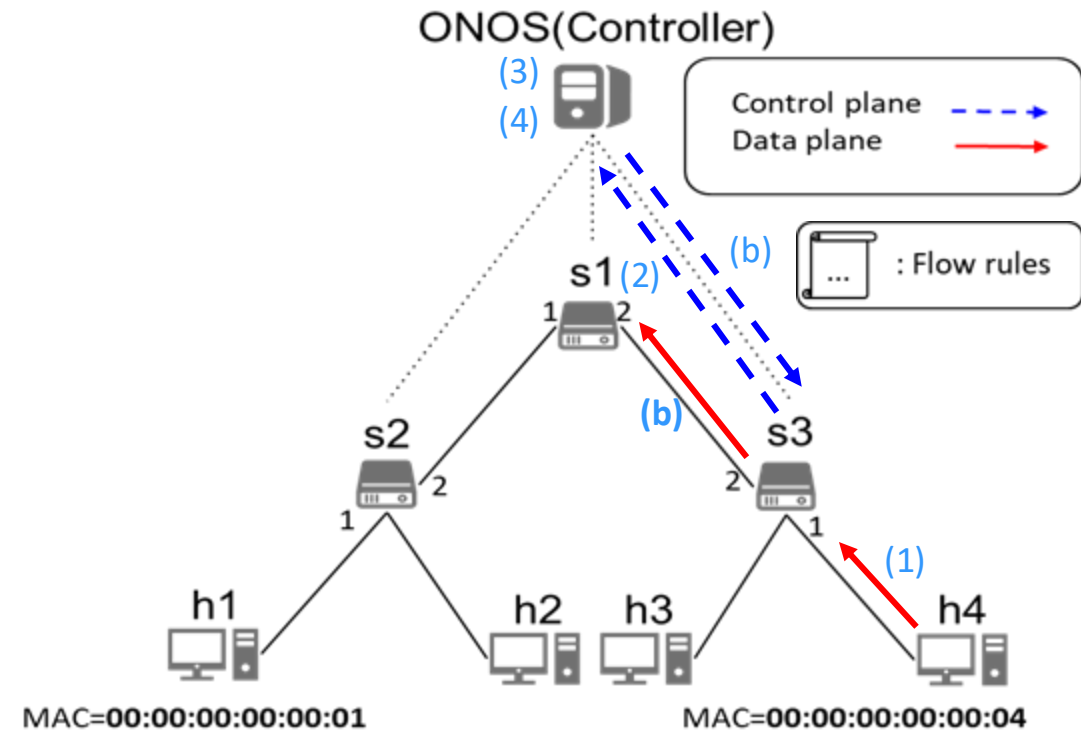 ONOS(Controller)
(3)
(4)
Control plane
Data plane
(b)
... : Flow rules
s1
(2)
1
2
(b)
s2
s3
2
2
1
1
(1)
h1
h2
h3
h4
MAC=00:00:00:00:00:01
MAC=00:00:00:00:00:04